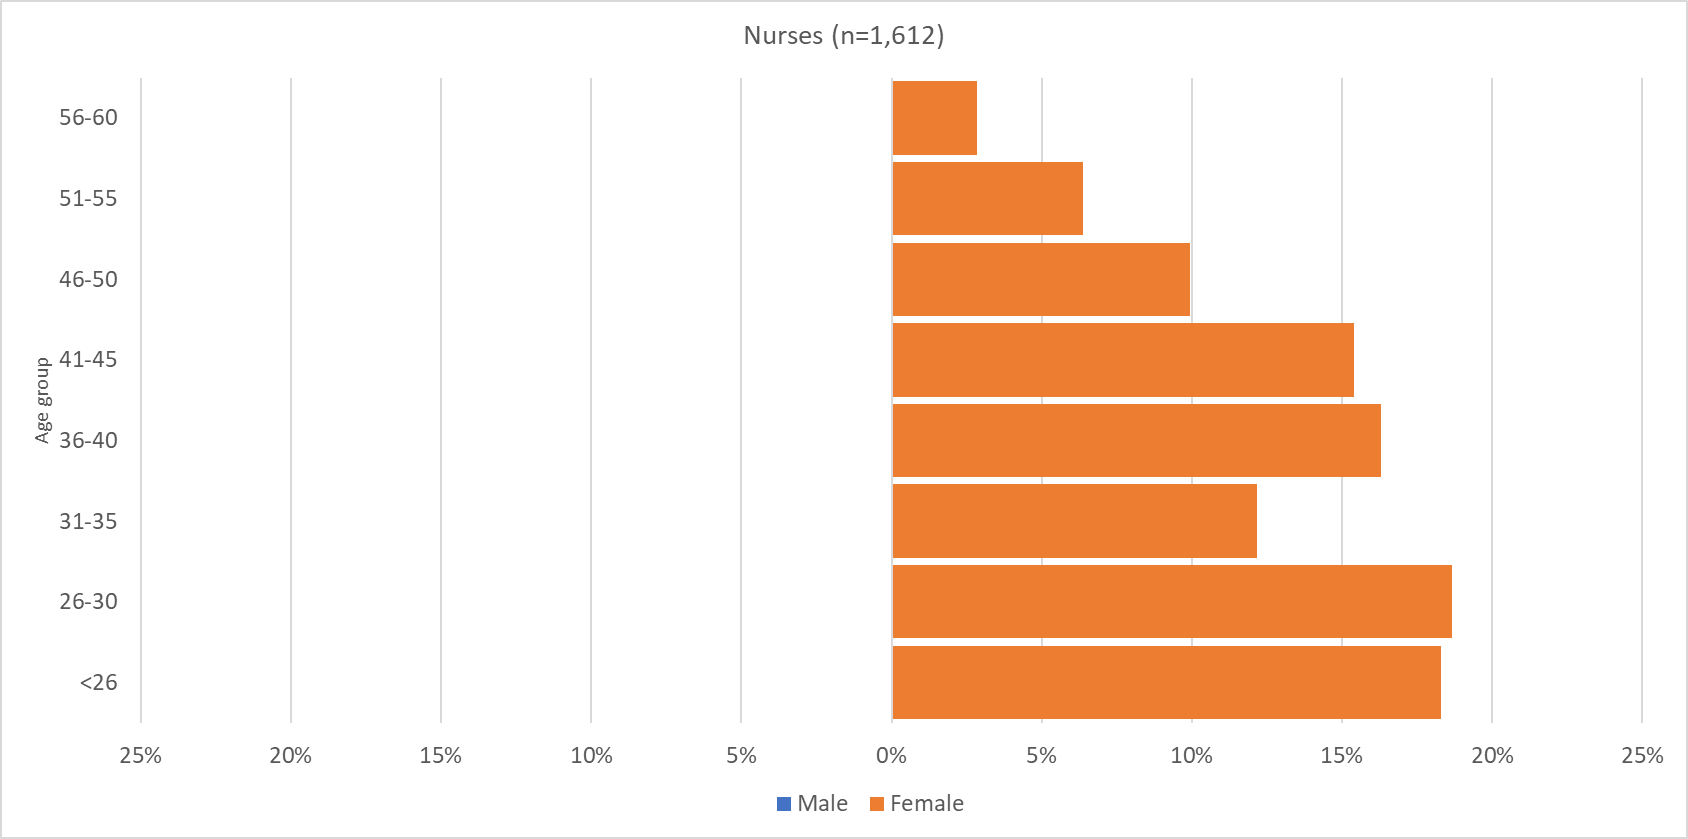 Nurses (n=1,612)
Age group
56-60
51-55
46-50
41-45
36-40
31-35
26-30
<26
25% 20% 15% 10% 5% 0% 5% 10% 15% 20% 25%
Male Female